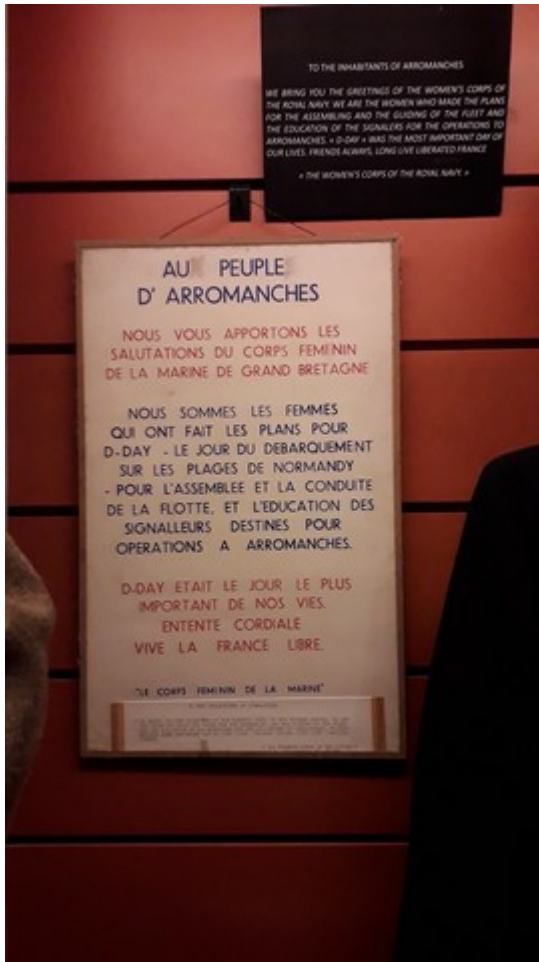 TO THE INHABITANTS OF ARROMANCHES
WE BRING YOU THE GREETINGS OF THE WOMEN'S CORPS OF
THE ROYAL NAVY. WE ARE THE WOMEN WHO MADE THE PLANS
FOR THE ASSEMBLING AND THE GUIDING OF THE FLEET AND
THE EDUCATION OF THE SIGNALERS FOR THE OPERATIONS TO
ARROMANCHES. « D-DAY » WAS THE MOST IMPORTANT DAY OF
OUR LIVES. FRIENDS ALWAYS, LONG LIVE LIBERATED FRANCE
« THE WOMEN'S CORPS OF THE ROYAL NAVY. »
AU PEUPLE
D' ARROMANCHES
NOUS VOUS APPORTONS LES
SALUTATIONS DU CORPS FEMININ
DE LA MARINE DE GRAND BRETAGNE
NOUS SOMMES LES FEMMES
QUI ONT FAIT LES PLANS POUR
D-DAY - LE JOUR DU DEBARQUEMENT
SUR LES PLAGES DE NORMANDY
- POUR L'ASSEMBLEE ET LA CONDUITE
DE LA FLOTTE, ET L'EDUCATION DES
SIGNALLEURS DESTINES POUR
OPERATIONS A ARROMANCHES.
D-DAY ETAIT LE JOUR LE PLUS
IMPORTANT DE NOS VIES.
ENTENTE CORDIALE
VIVE LA FRANCE LIBRE.
"LE CORPS FEMININ DE LA MARINE"